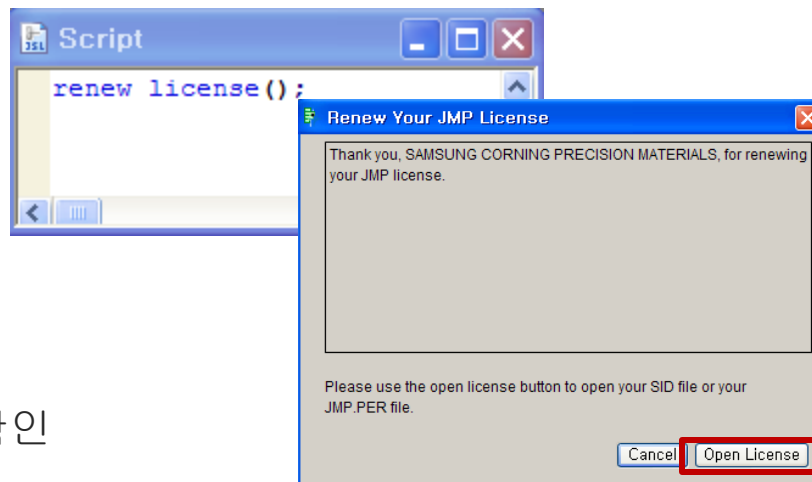 Script
renew license();
Renew Your JMP License
Thank you, SAMSUNG CORNING PRECISION MATERIALS, for renewing
your JMP license.
Please use the open license button to open your SID file or your
JMP.PER file.
Cancel
Open License